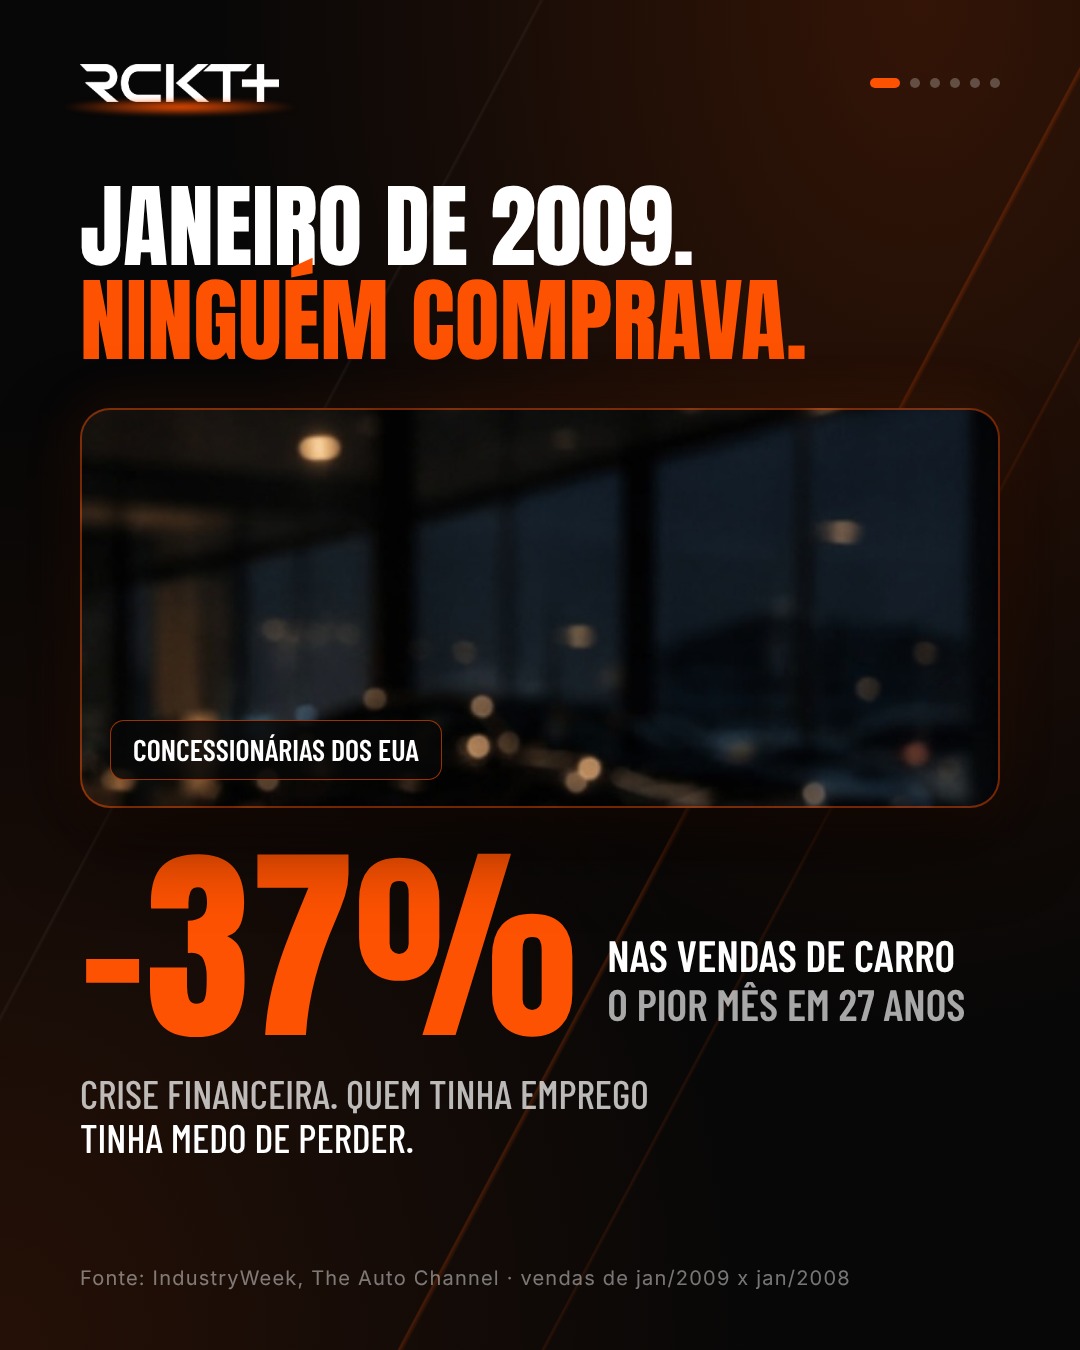 RCKT+
JANEIRO DE 2009.
NINGUÉM COMPRAVA.
CONCESSIONÁRIAS DOS EUA
-37%
NAS VENDAS DE CARRO
O PIOR MÊS EM 27 ANOS
CRISE FINANCEIRA. QUEM TINHA EMPREGO
TINHA MEDO DE PERDER.
Fonte: IndustryWeek, The Auto Channel · vendas de jan/2009 x jan/2008